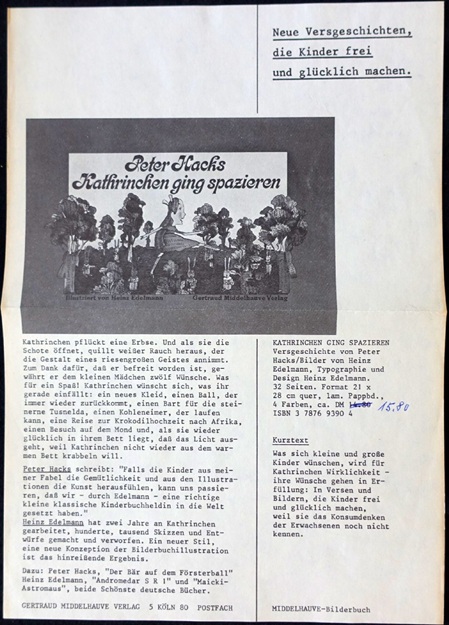 Neue Versgeschichten,
die Kinder frei
und glücklich machen.
Peter Hacks
Kathrinchen ging spazieren
Illustriert von Heinz Edelmann
Gertraud Middelhauve Verlag
Kathrinchen pflückt eine Erbse. Und als sie die
Schote öffnet, quillt weißer Rauch heraus, der
die Gestalt eines riesengroßen Geistes annimmt.
Zum Dank dafür, daß er befreit worden ist, ge-
währt er dem kleinen Mädchen zwölf Wünsche. Was
für ein Spaß! Kathrinchen wünscht sich, was ihr
gerade einfällt: ein neues Kleid, einen Ball, der
immer wieder zurückkommt, einen Bart für die stei-
nerne Tusnelda, einen Kohleneimer, der laufen
kann, eine Reise zur Krokodilhochzeit nach Afrika,
einen Besuch auf dem Mond und, als sie wieder
glücklich in ihrem Bett liegt, daß das Licht aus-
geht, weil Kathrinchen nicht wieder aus dem war-
men Bett krabbeln will.
Peter Hacks schreibt: "Falls die Kinder aus mei-
ner Fabel die Gemütlichkeit und aus den Illustra-
tionen die Kunst herausfühlen, kann uns passie-
ren, daß wir - durch Edelmann - eine richtige
kleine klassische Kinderbuchheldin in die Welt
gesetzt haben."
Heinz Edelmann hat zwei Jahre an Kathrinchen
gearbeitet, hunderte, tausend Skizzen und Ent-
würfe gemacht und verworfen. Ein neuer Stil,
eine neue Konzeption der Bilderbuchillustration
ist das hinreißende Ergebnis.
Dazu: Peter Hacks, "Der Bär auf dem Försterball"
Heinz Edelmann, "Andromedar S R 1" und "Maicki-
Astromaus", beide Schönste deutsche Bücher.
GERTRAUD MIDDELHAUVE VERLAG 5 KÖLN 80 POSTFACH
KATHRINCHEN GING SPAZIEREN
Versgeschichte von Peter
Hacks/Bilder von Heinz
Edelmann, Typographie und
Design Heinz Edelmann.
32 Seiten. Format 21 x
28 cm quer, lam. Pappbd.,
4 Farben, ca. DM 15.80
ISBN 3 7876 9390 4
Kurztext
Was sich kleine und große
Kinder wünschen, wird für
Kathrinchen Wirklichkeit -
ihre Wünsche gehen in Er-
füllung: In Versen und
Bildern, die Kinder frei
und glücklich machen,
weil sie das Konsumdenken
der Erwachsenen noch nicht
kennen.
MIDDELHAUVE-Bilderbuch